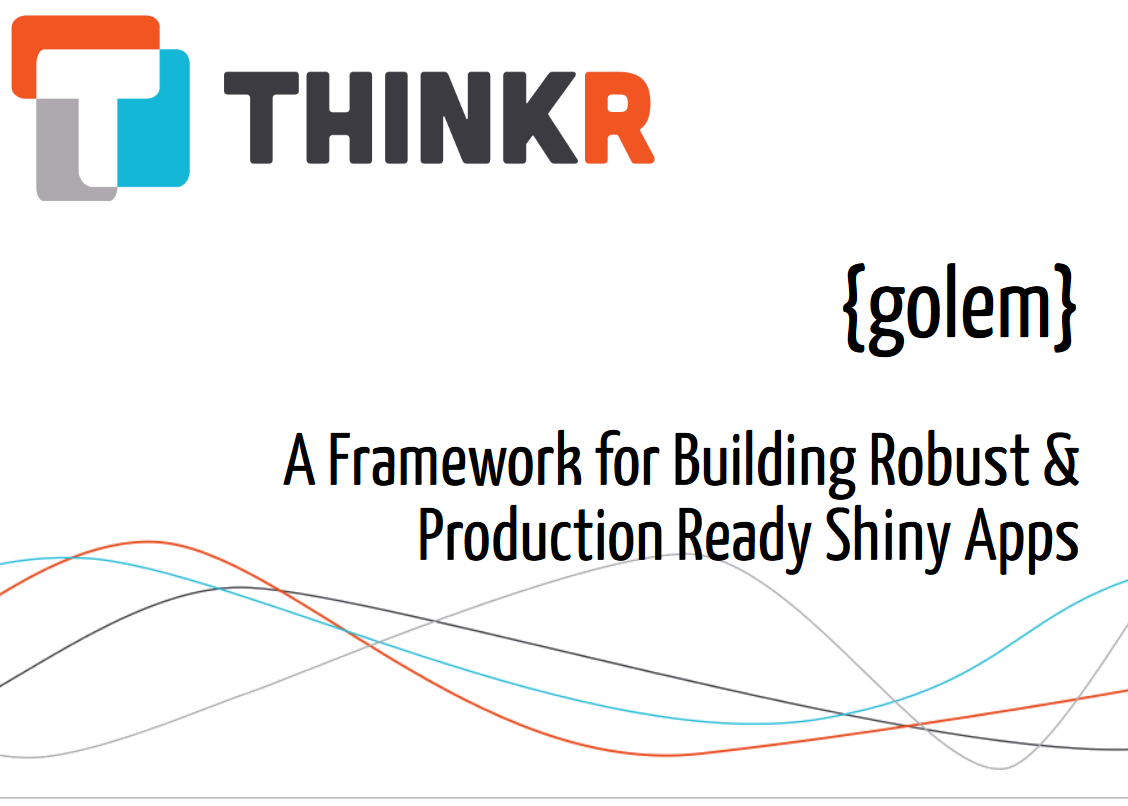 THINKR
{golem}
A Framework for Building Robust &
Production Ready Shiny Apps